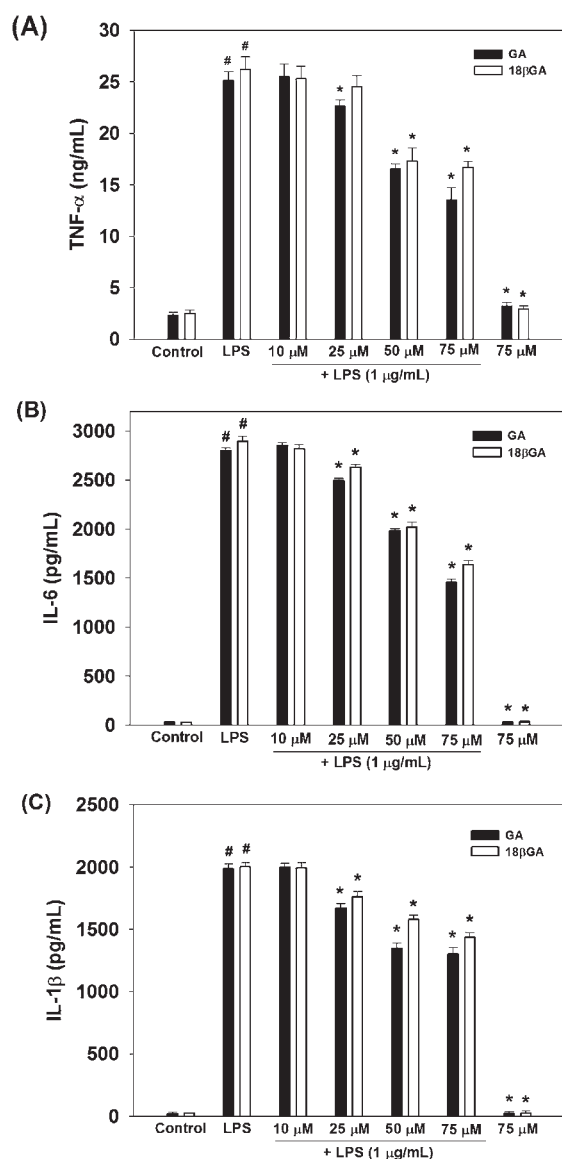 (A)
30
25
20
15
10
5
0
TNF-α (ng/mL)
# #
* * * * * * *
GA
18βGA
Control LPS 10 μM 25 μM 50 μM 75 μM 75 μM
+ LPS (1 μg/mL)
(B)
3000
2500
2000
1500
1000
500
0
IL-6 (pg/mL)
# #
* * * * * * * *
GA
18βGA
Control LPS 10 μM 25 μM 50 μM 75 μM 75 μM
+ LPS (1 μg/mL)
(C)
2500
2000
1500
1000
500
0
IL-1β (pg/mL)
# #
* * * * * * * *
GA
18βGA
Control LPS 10 μM 25 μM 50 μM 75 μM 75 μM
+ LPS (1 μg/mL)